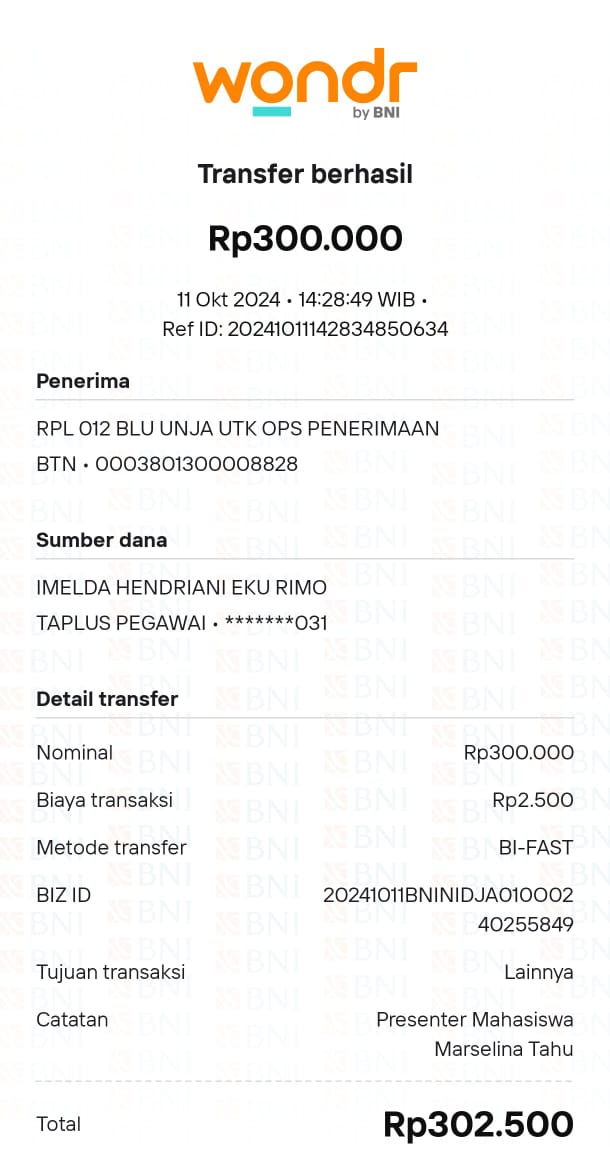 wondr
by BNI
Transfer berhasil
Rp300.000
11 Okt 2024 • 14:28:49 WIB •
Ref ID: 20241011142834850634
Penerima
RPL 012 BLU UNJA UTK OPS PENERIMAAN
BTN • 0003801300008828
Sumber dana
IMELDA HENDRIANI EKU RIMO
TAPLUS PEGAWAI • *******031
Detail transfer
Nominal Rp300.000
Biaya transaksi Rp2.500
Metode transfer BI-FAST
BIZ ID 20241011BNINIDJA010O02
40255849
Tujuan transaksi Lainnya
Catatan Presenter Mahasiswa
Marselina Tahu
Total Rp302.500